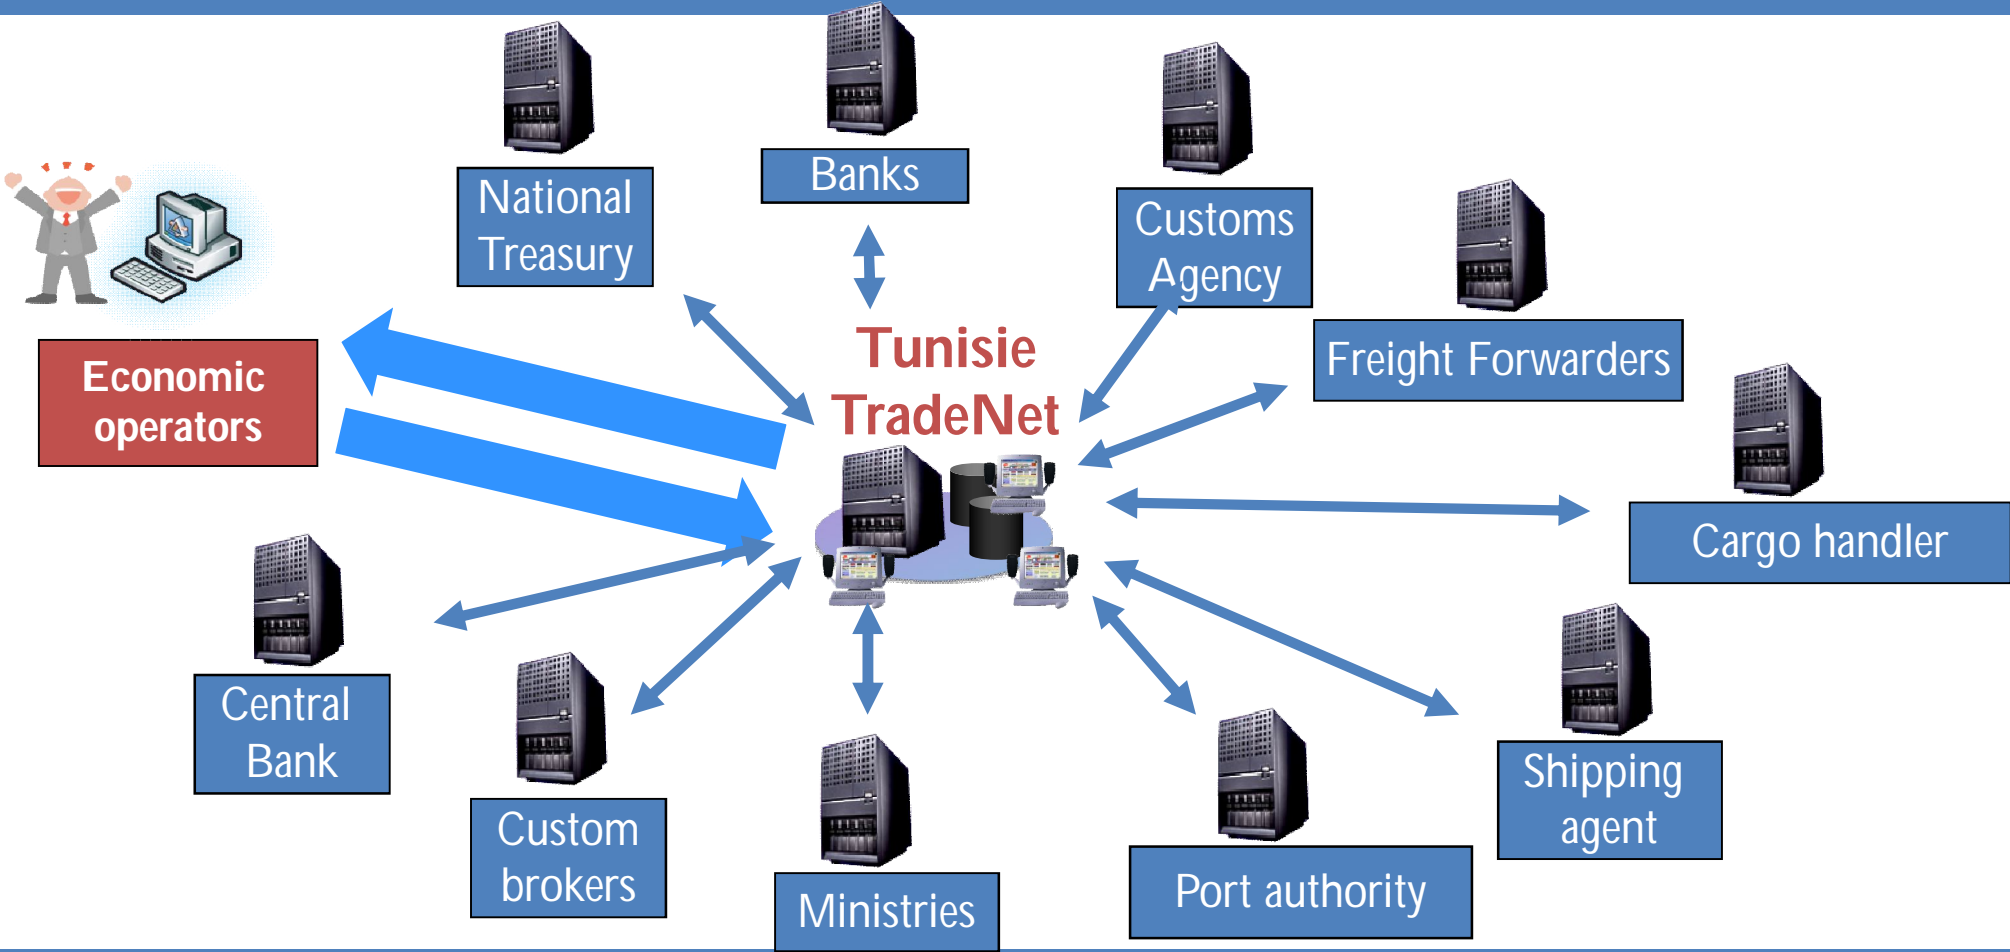 Banks
National
Treasury
Customs
Agency
Freight Forwarders
Economic
operators
Tunisie
TradeNet
Cargo handler
Central
Bank
Custom
brokers
Ministries
Port authority
Shipping
agent